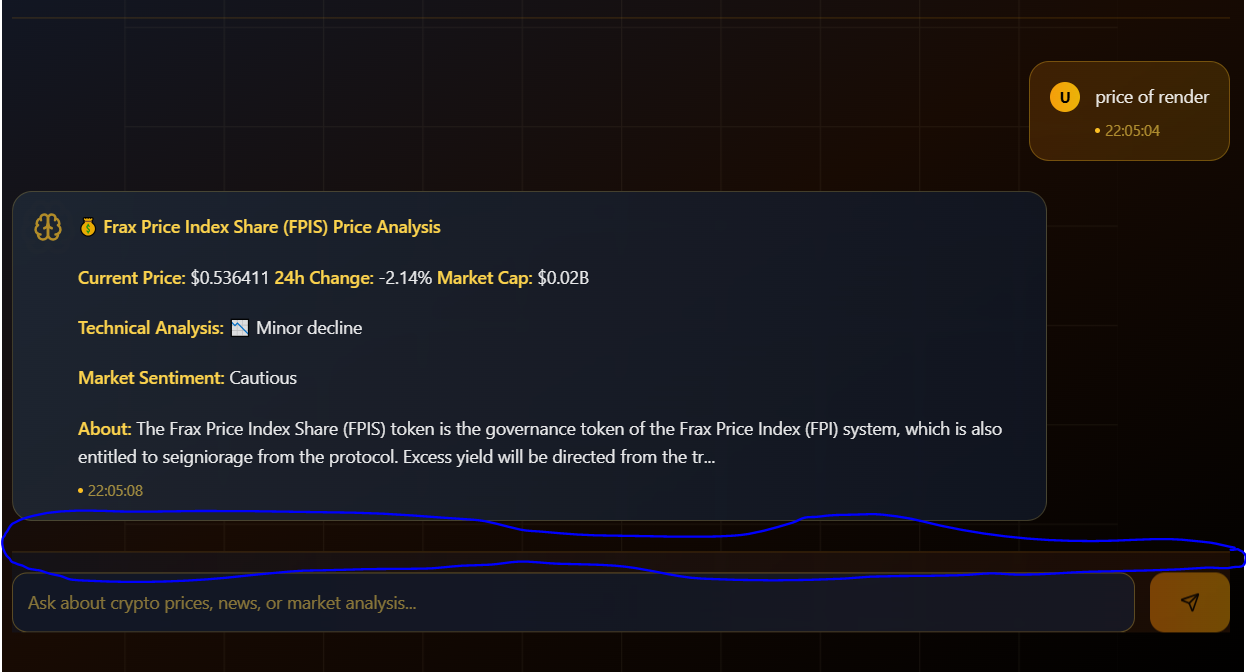 U price of render
• 22:05:04
💰 Frax Price Index Share (FPIS) Price Analysis
Current Price: $0.536411 24h Change: -2.14% Market Cap: $0.02B
Technical Analysis: 📉 Minor decline
Market Sentiment: Cautious
About: The Frax Price Index Share (FPIS) token is the governance token of the Frax Price Index (FPI) system, which is also
entitled to seigniorage from the protocol. Excess yield will be directed from the tr...
• 22:05:08
Ask about crypto prices, news, or market analysis...